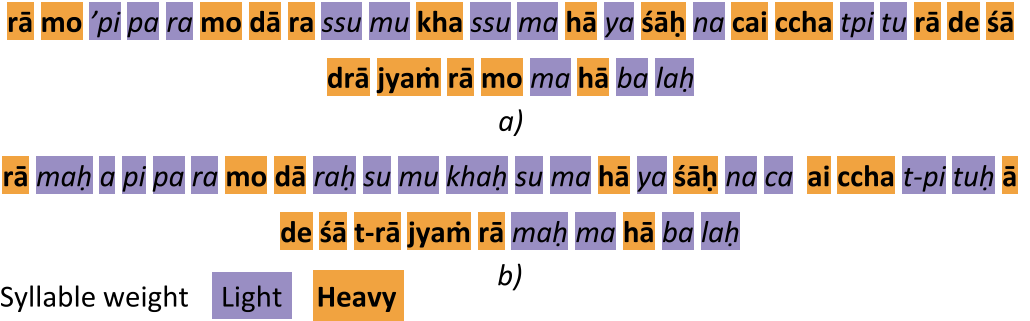 rā mo ’pi pa ra mo dā ra ssu mu kha ssu ma hā ya śāḥ na cai ccha tpi tu rā de śā
drā jyaṁ rā mo ma hā ba laḥ
a)
rā maḥ a pi pa ra mo dā raḥ su mu khaḥ su ma hā ya śāḥ na ca ai ccha t-pi tuḥ ā
de śā t-rā jyaṁ rā maḥ ma hā ba laḥ
b)
Syllable weight Light Heavy